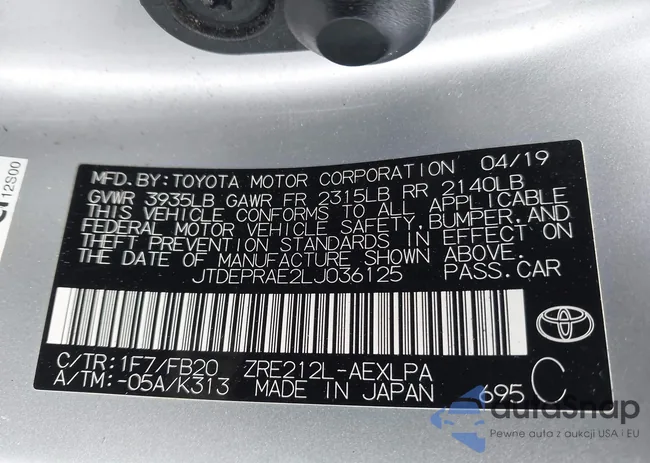 12S00
MFD. BY: TOYOTA MOTOR CORPORATION 04/19
GVWR 3935LB GAWR FR 2315LB RR 2140LB
THIS VEHICLE CONFORMS TO ALL APPLICABLE
FEDERAL MOTOR VEHICLE SAFETY, BUMPER, AND
THEFT PREVENTION STANDARDS IN EFFECT ON
THE DATE OF MANUFACTURE SHOWN ABOVE.
JTDEPRAE2LJ036125 PASS. CAR
C/TR: 1F7/FB20 ZRE212L-AEXLPA
A/TM: -05A/K313 MADE IN JAPAN 695 C
autoSnap
Pewne auta z aukcji USA i EU